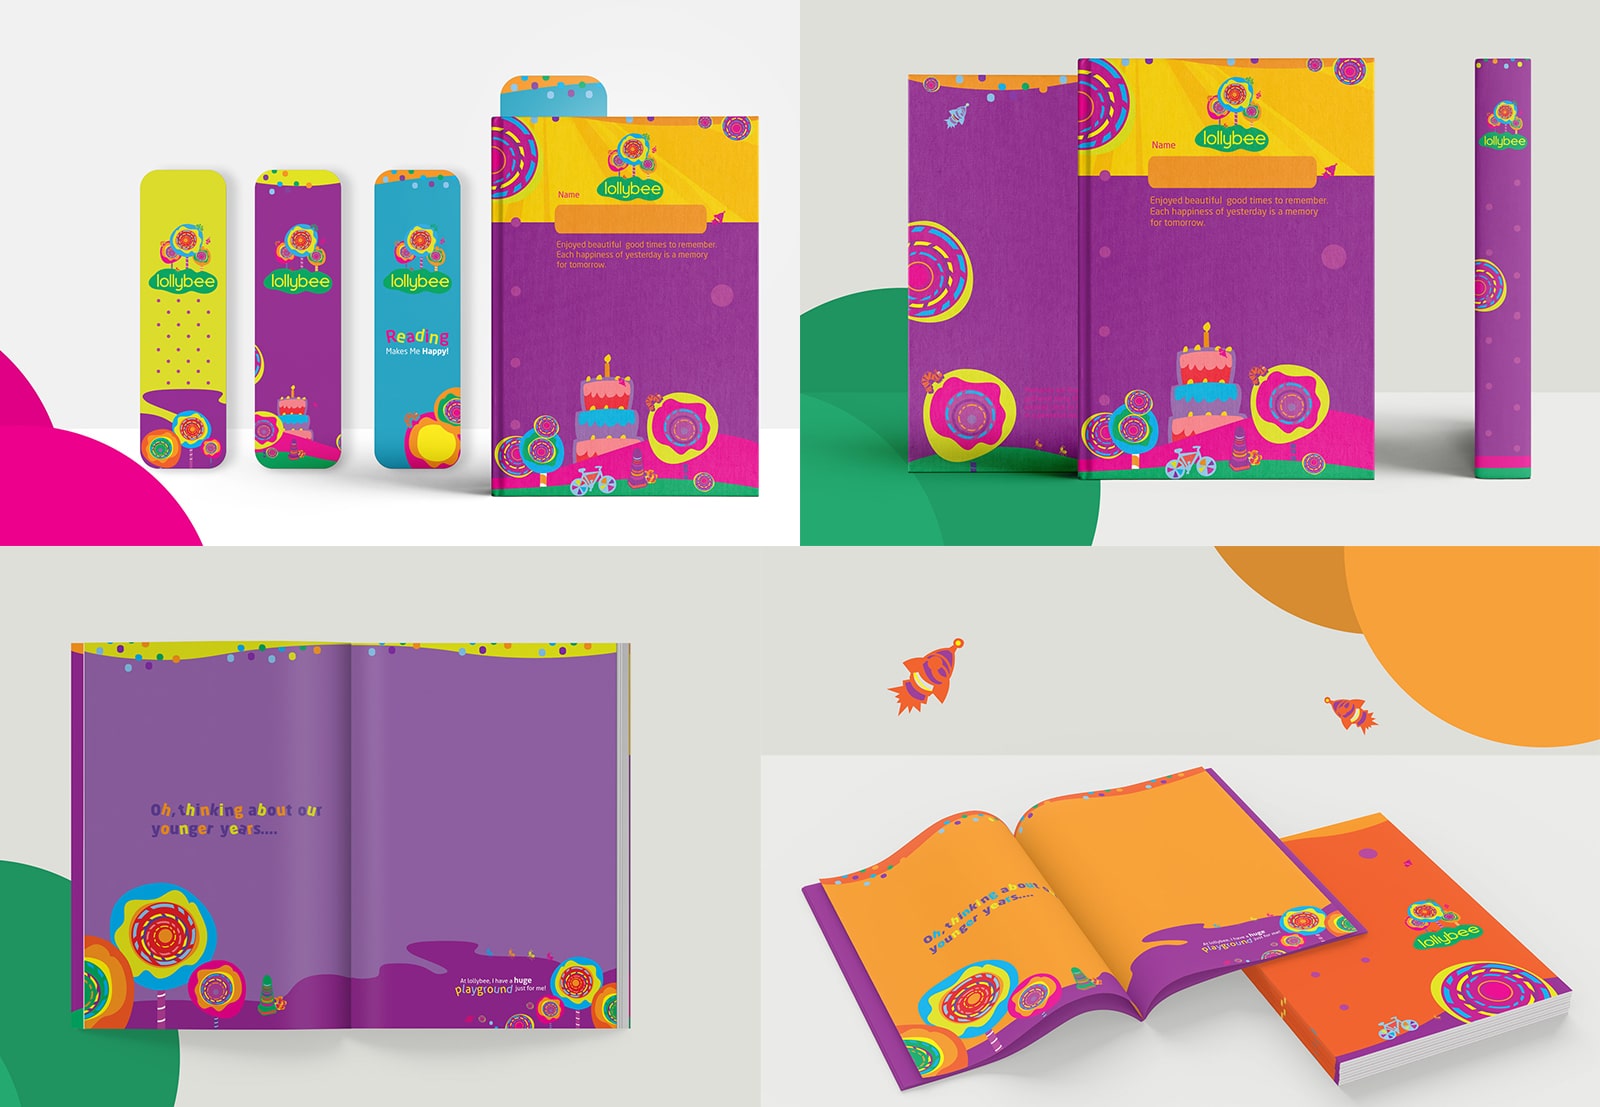 lollybee
lollybee
lollybee
Reading
Makes Me Happy!
lollybee
Name
Enjoyed beautiful good times to remember.
Each happiness of yesterday is a memory
for tomorrow.
lollybee
Name
Enjoyed beautiful good times to remember.
Each happiness of yesterday is a memory
for tomorrow.
lollybee
Oh, thinking about our
younger years....
At lollybee, I have a huge
playground just for me!
Oh, thinking about
younger years....
At lollybee, I have a huge
playground just for me!
lollybee